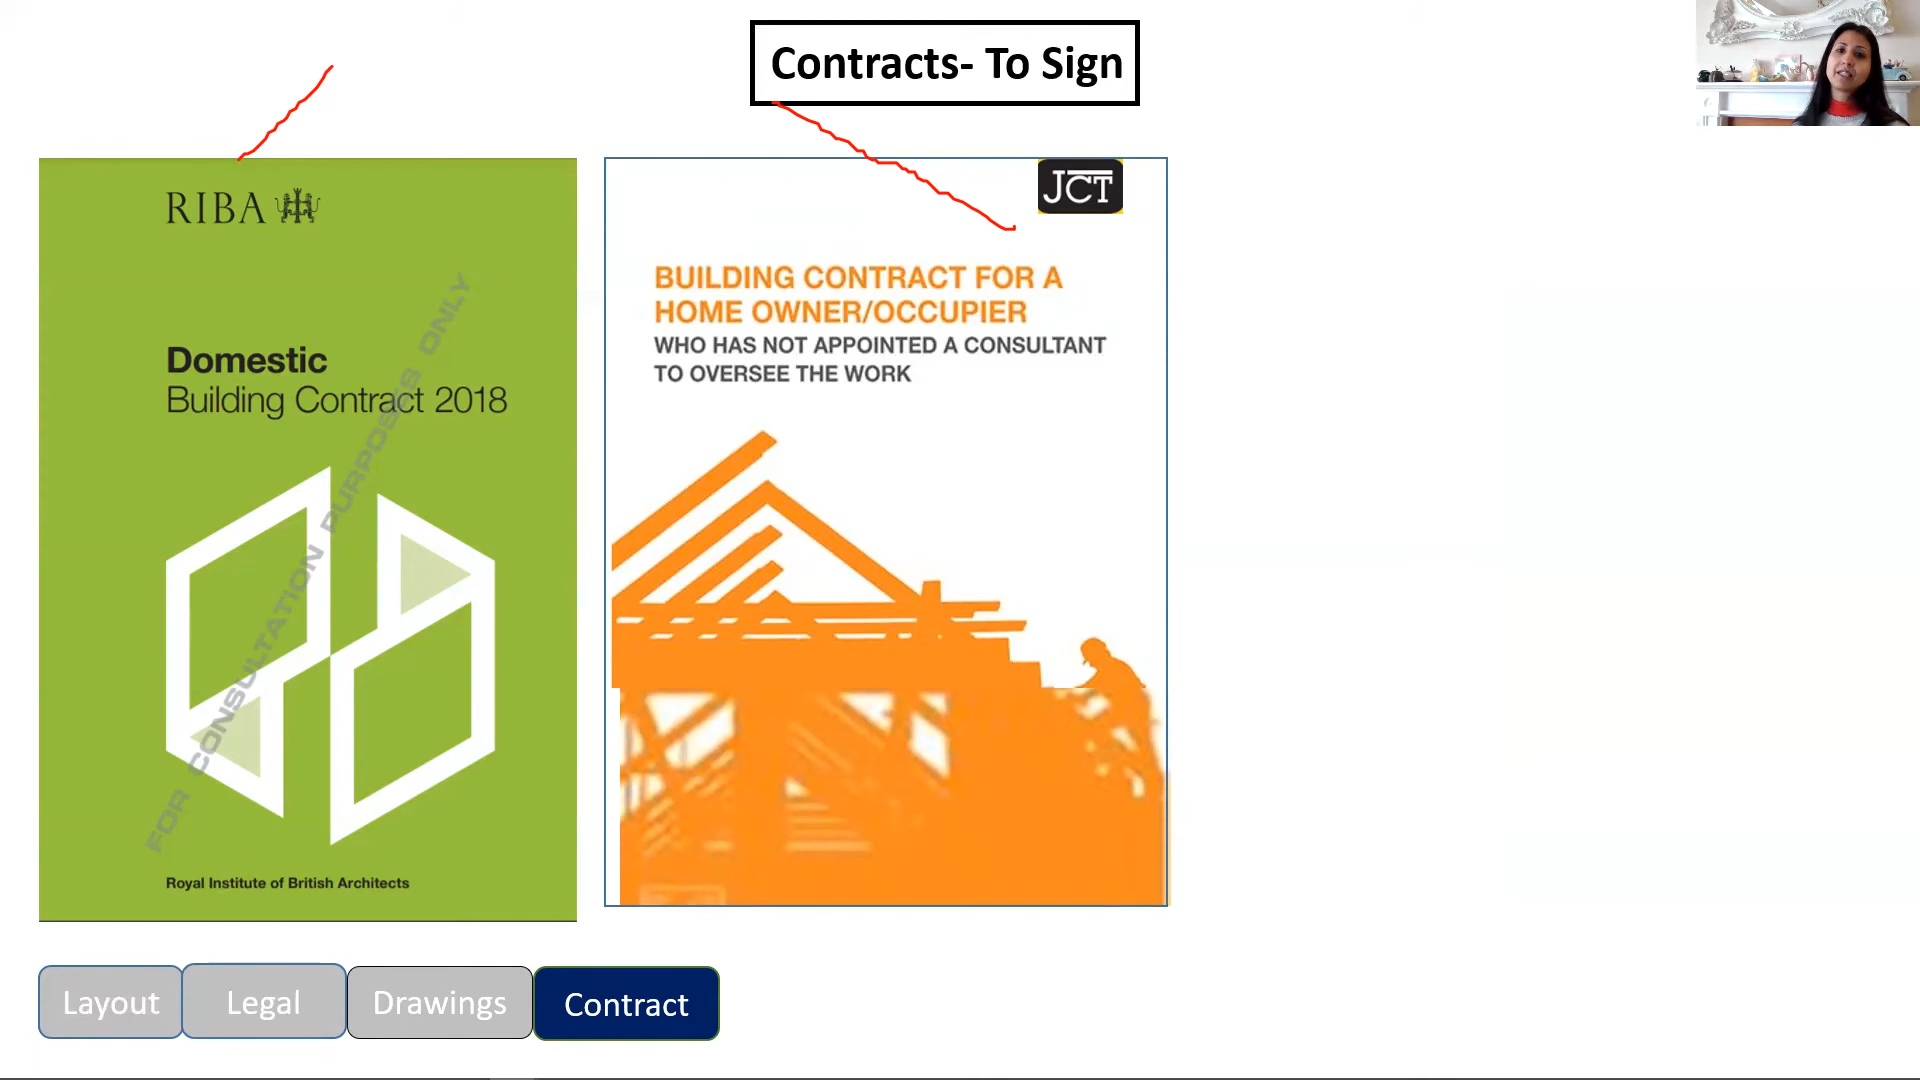 Contracts- To Sign
RIBA
Domestic
Building Contract 2018
FOR CONSULTATION PURPOSES ONLY
Royal Institute of British Architects
JCT
BUILDING CONTRACT FOR A
HOME OWNER/OCCUPIER
WHO HAS NOT APPOINTED A CONSULTANT
TO OVERSEE THE WORK
Layout
Legal
Drawings
Contract